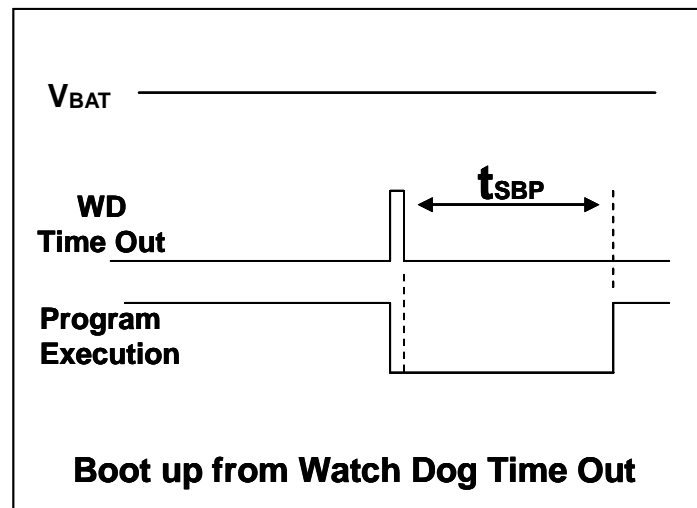 VBAT
tSBP
WD
Time Out
Program
Execution
Boot up from Watch Dog Time Out